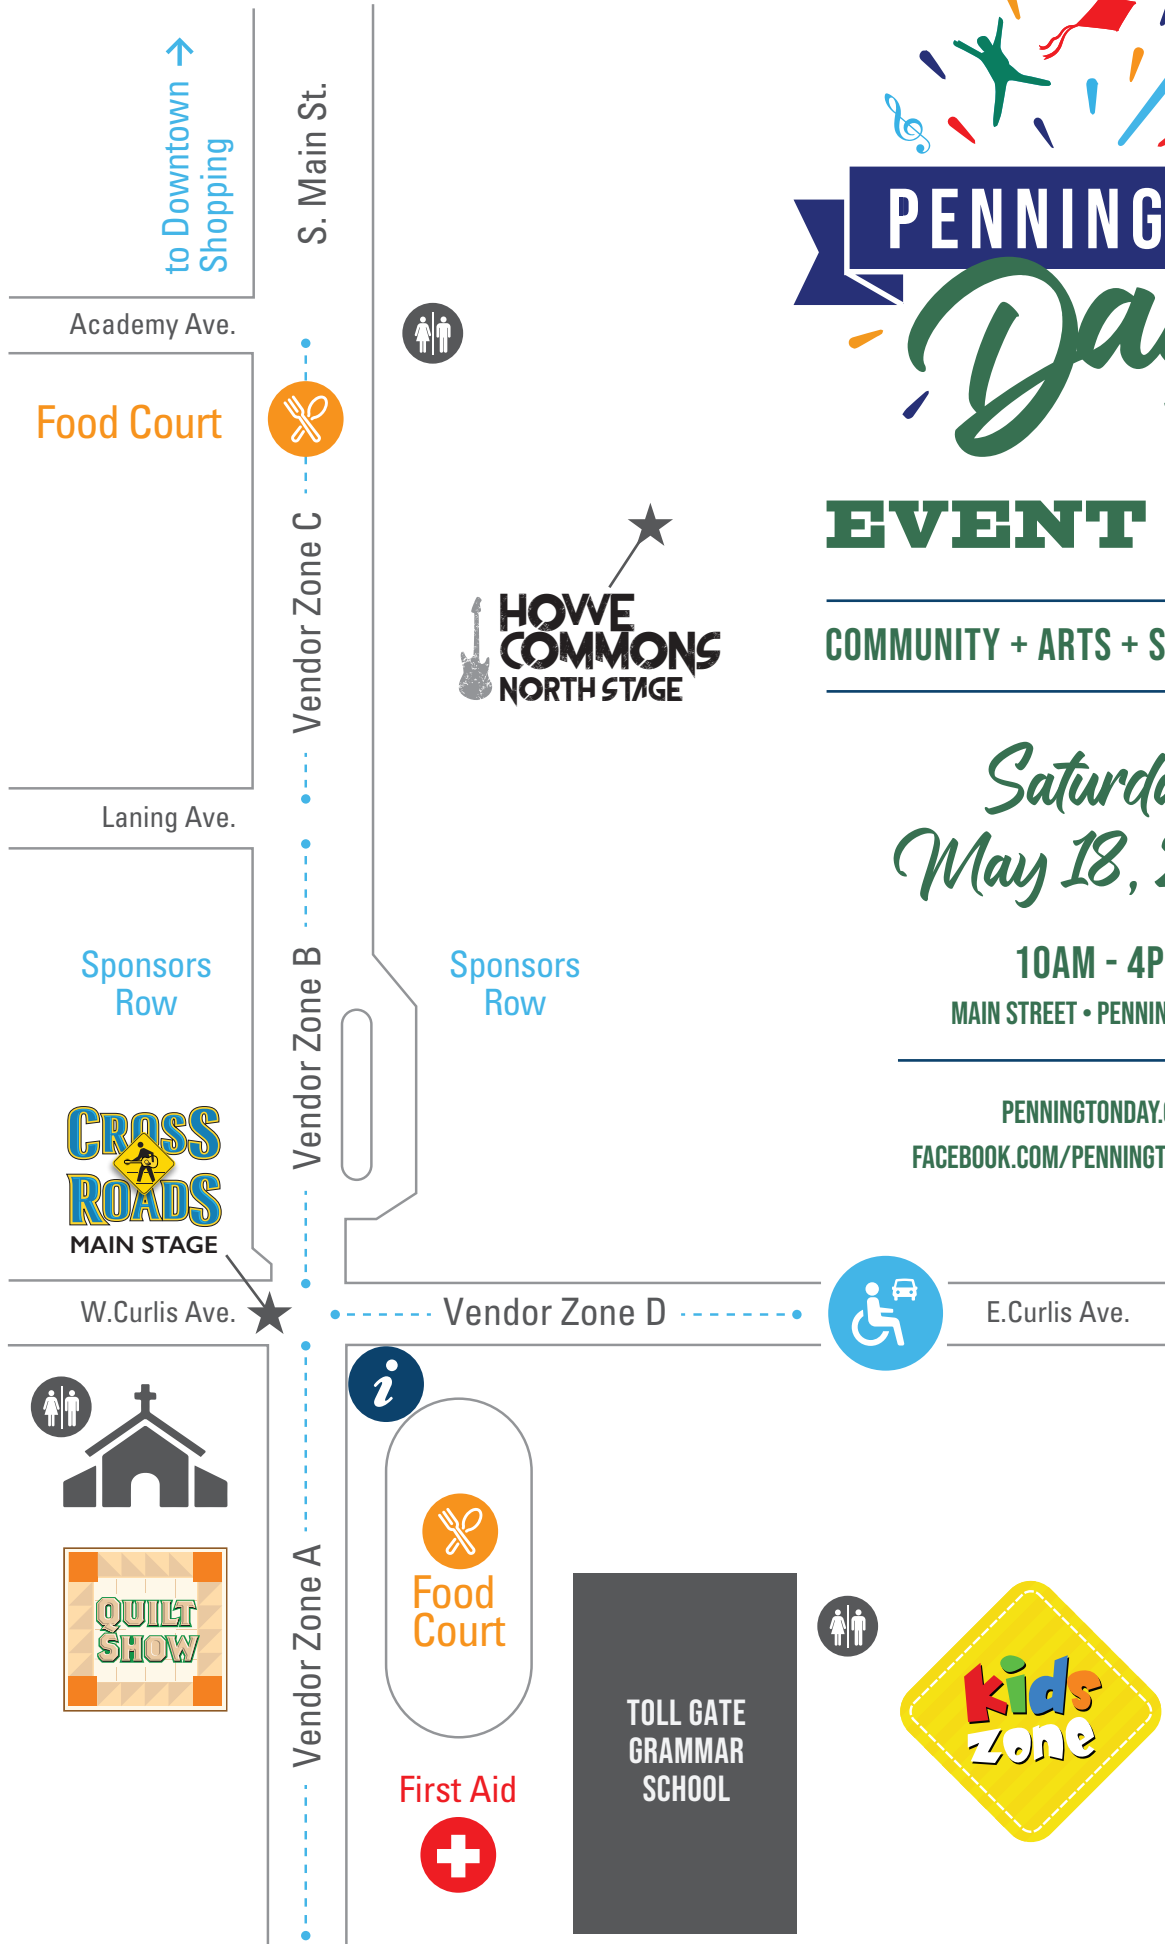 to Downtown →
Shopping
S. Main St.
Academy Ave.
Food Court
Vendor Zone C
HOWE
COMMONS
NORTH STAGE
Laning Ave.
Sponsors
Row
Vendor Zone B
Sponsors
Row
CROSS
ROADS
MAIN STAGE
W.Curlis Ave.
Vendor Zone D
E.Curlis Ave.
i
QUILT
SHOW
Vendor Zone A
Food
Court
First Aid
TOLL GATE
GRAMMAR
SCHOOL
kids
zone
PENNING
Da
EVENT
COMMUNITY + ARTS + S
Saturda
May 18, 2
10AM - 4P
MAIN STREET • PENNIN
PENNINGTONDAY.
FACEBOOK.COM/PENNINGT